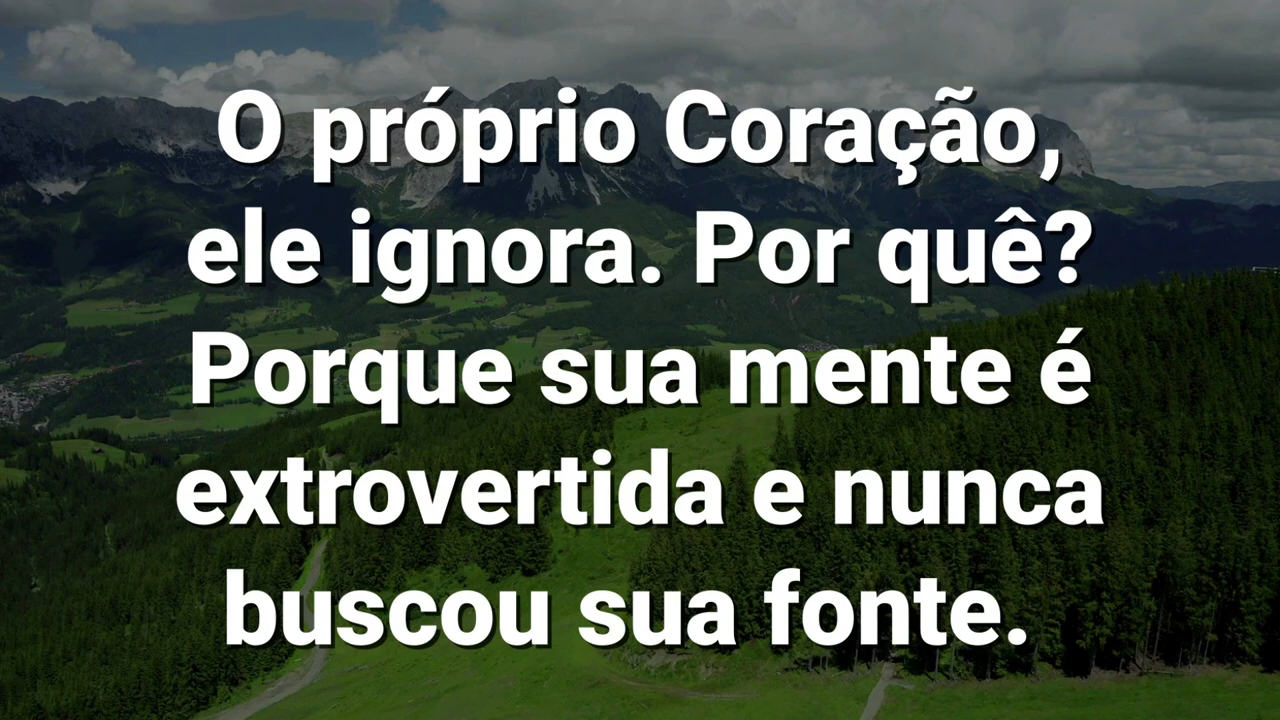 O próprio Coração,
ele ignora. Por quê?
Porque sua mente é
extrovertida e nunca
buscou sua fonte.